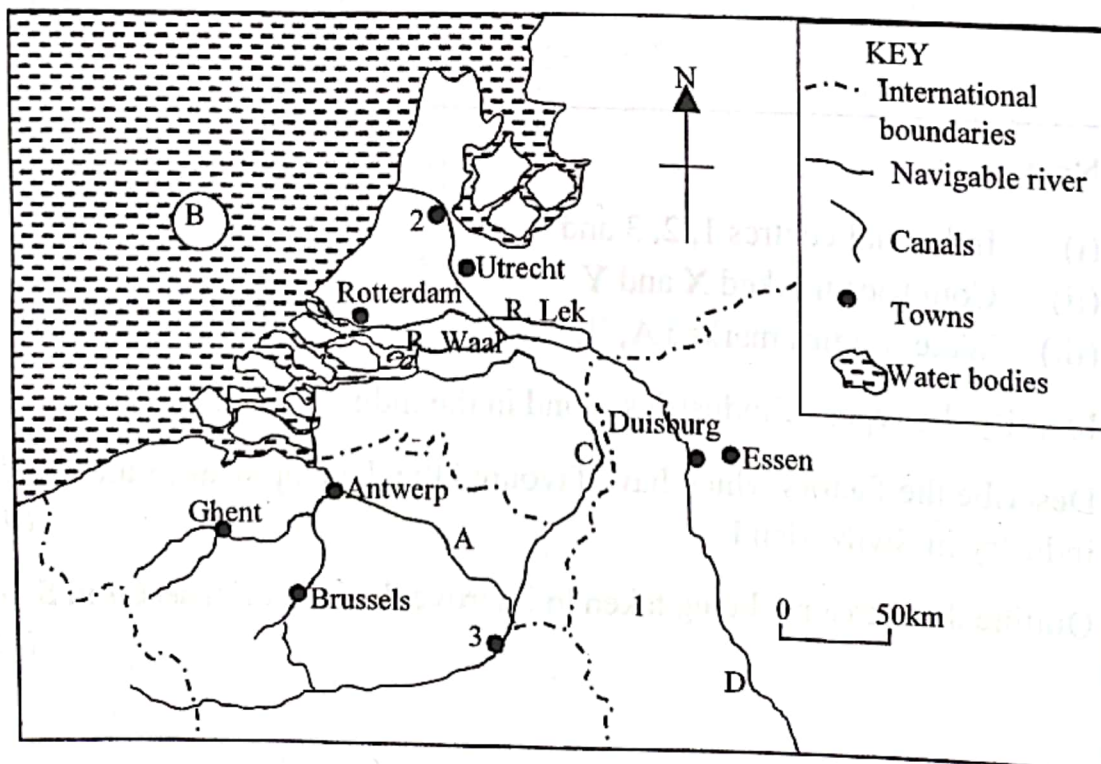 KEY
International
boundaries
Navigable river
Canals
Towns
Water bodies
N
B
2
Utrecht
Rotterdam
R. Lek
R. Waal
Duisburg
C
Essen
Antwerp
Ghent
A
Brussels
1
0 50km
3
D